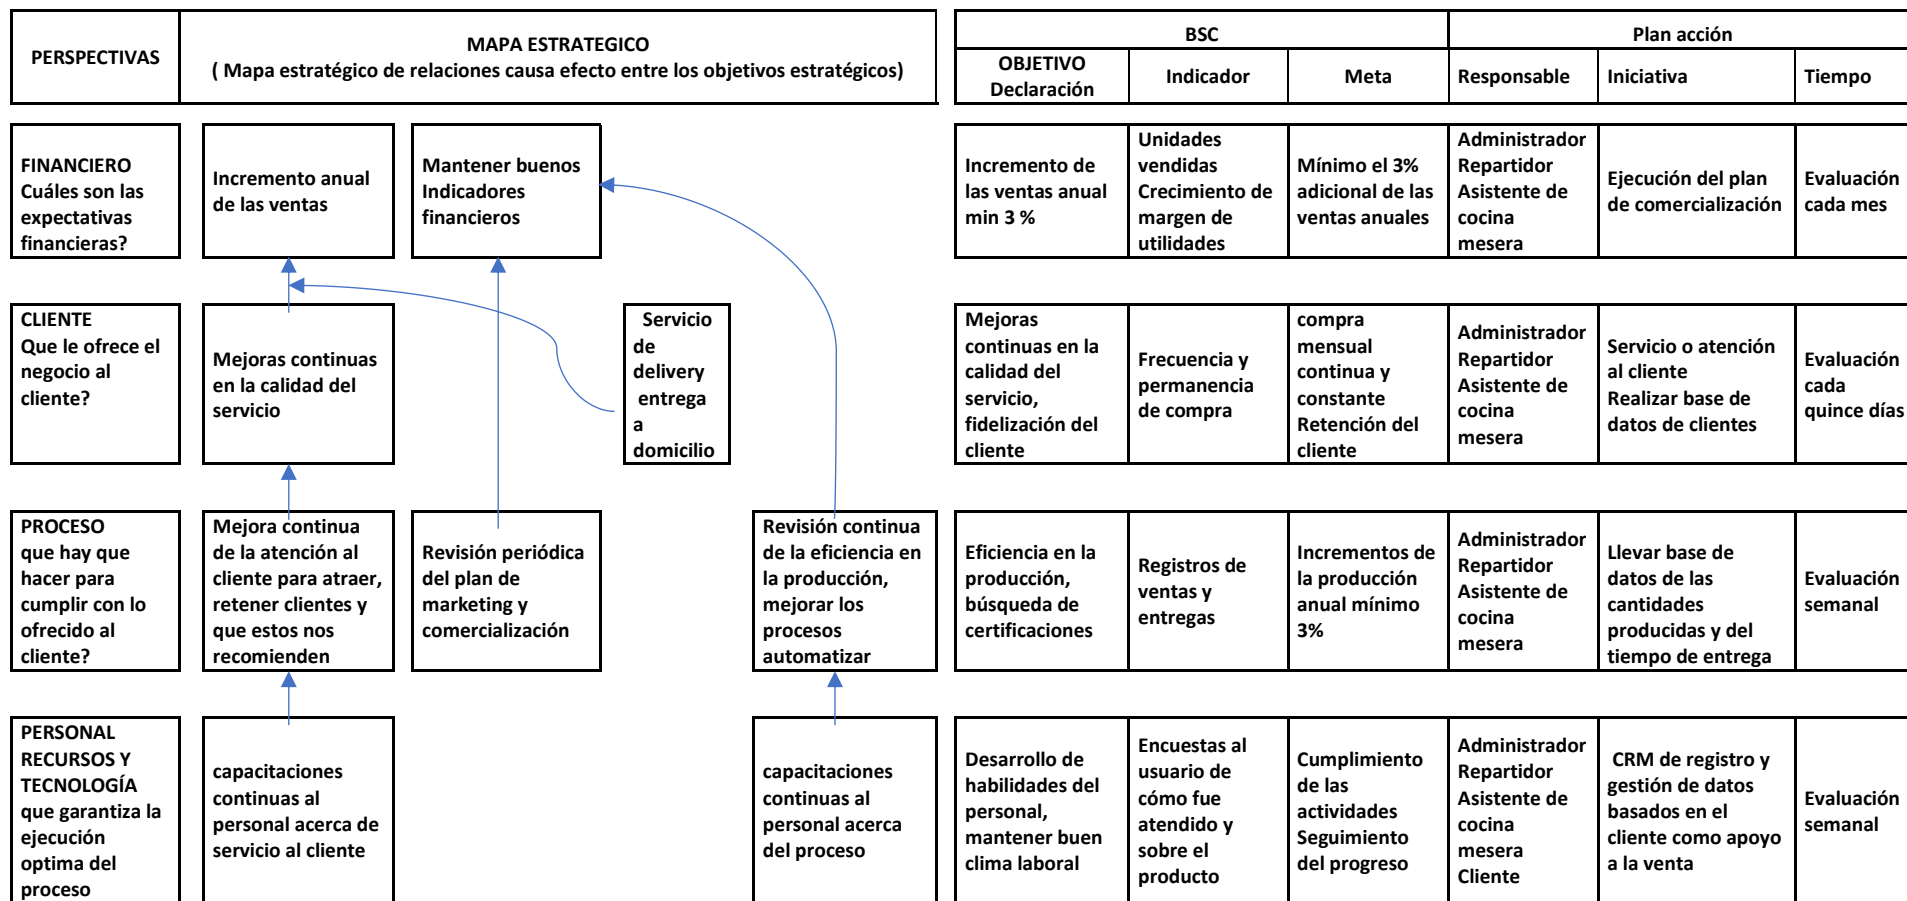 PERSPECTIVAS
MAPA ESTRATEGICO
( Mapa estratégico de relaciones causa efecto entre los objetivos estratégicos)
BSC
Plan acción
OBJETIVO
Declaración
Indicador
Meta
Responsable
Iniciativa
Tiempo
FINANCIERO
Cuáles son las
expectativas
financieras?
Incremento anual
de las ventas
Mantener buenos
Indicadores
financieros
Incremento de
las ventas anual
min 3 %
Unidades
vendidas
Crecimiento de
margen de
utilidades
Mínimo el 3%
adicional de las
ventas anuales
Administrador
Repartidor
Asistente de
cocina
mesera
Ejecución del plan
de comercialización
Evaluación
cada mes
CLIENTE
Que le ofrece el
negocio al
cliente?
Mejoras continuas
en la calidad del
servicio
Servicio
de
delivery
entrega
a
domicilio
Mejoras
continuas en la
calidad del
servicio,
fidelización del
cliente
Frecuencia y
permanencia
de compra
compra
mensual
continua y
constante
Retención del
cliente
Administrador
Repartidor
Asistente de
cocina
mesera
Servicio o atención
al cliente
Realizar base de
datos de clientes
Evaluación
cada
quince días
PROCESO
que hay que
hacer para
cumplir con lo
ofrecido al
cliente?
Mejora continua
de la atención al
cliente para atraer,
retener clientes y
que estos nos
recomienden
Revisión periódica
del plan de
marketing y
comercialización
Revisión continua
de la eficiencia en
la producción,
mejorar los
procesos
automatizar
Eficiencia en la
producción,
búsqueda de
certificaciones
Registros de
ventas y
entregas
Incrementos de
la producción
anual mínimo
3%
Administrador
Repartidor
Asistente de
cocina
mesera
Llevar base de
datos de las
cantidades
producidas y del
tiempo de entrega
Evaluación
semanal
PERSONAL
RECURSOS Y
TECNOLOGÍA
que garantiza la
ejecución
optima del
proceso
capacitaciones
continuas al
personal acerca de
servicio al cliente
capacitaciones
continuas al
personal acerca
del proceso
Desarrollo de
habilidades del
personal,
mantener buen
clima laboral
Encuestas al
usuario de
cómo fue
atendido y
sobre el
producto
Cumplimiento
de las
actividades
Seguimiento
del progreso
Administrador
Repartidor
Asistente de
cocina
mesera
Cliente
CRM de registro y
gestión de datos
basados en el
cliente como apoyo
a la venta
Evaluación
semanal